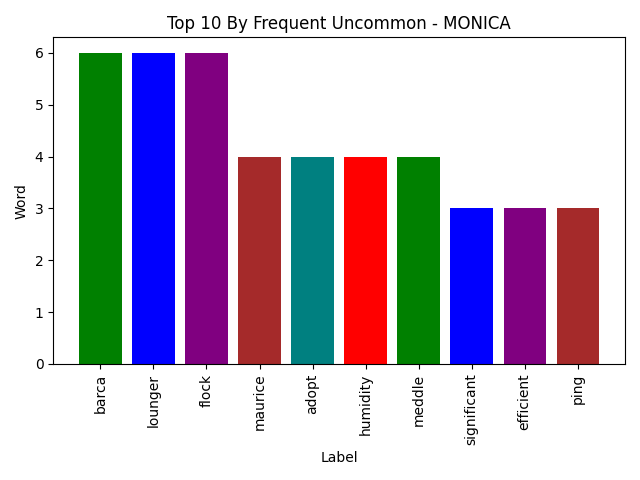 Top 10 By Frequent Uncommon - MONICA
Word
6
5
4
3
2
1
0
barca
lounger
flock
maurice
adopt
humidity
meddle
significant
efficient
ping
Label